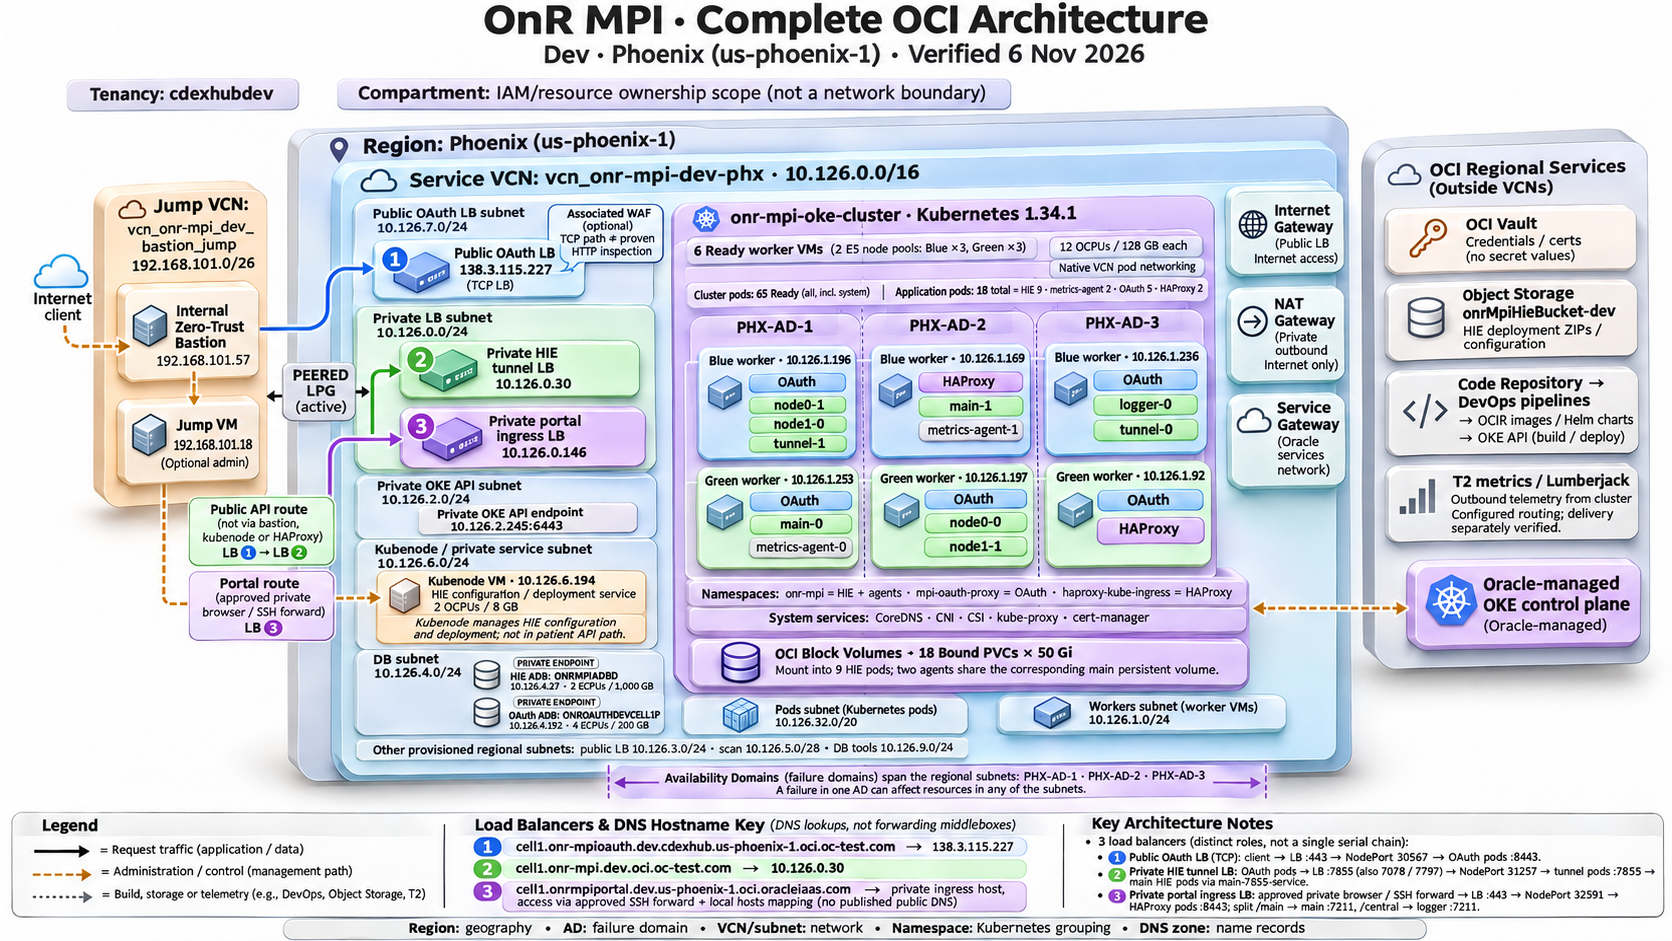 OnR MPI · Complete OCI Architecture
Dev · Phoenix (us-phoenix-1) · Verified 6 Nov 2026
Tenancy: cdexhubdev
Compartment: IAM/resource ownership scope (not a network boundary)
Region: Phoenix (us-phoenix-1)
Service VCN: vcn_onr-mpi-dev-phx · 10.126.0.0/16
Jump VCN:
vcn_onr-mpi_dev_
bastion_jump
192.168.101.0/26
Internet
client
Internal
Zero-Trust
Bastion
192.168.101.57
Jump VM
192.168.101.18
(Optional admin)
PEERED
LPG
(active)
Public API route
(not via bastion,
kubenode or HAProxy)
LB 1 → LB 2
Portal route
(approved private
browser / SSH forward)
LB 3
Public OAuth LB subnet
10.126.7.0/24
Associated WAF
(optional)
TCP path ≠ proven
HTTP inspection
1
Public OAuth LB
138.3.115.227
(TCP LB)
Private LB subnet
10.126.0.0/24
2
Private HIE
tunnel LB
10.126.0.30
3
Private portal
ingress LB
10.126.0.146
Private OKE API subnet
10.126.2.0/24
Private OKE API endpoint
10.126.2.245:6443
Kubenode / private service subnet
10.126.6.0/24
Kubenode VM · 10.126.6.194
HIE configuration / deployment service
2 OCPUs / 8 GB
Kubenode manages HIE configuration
and deployment; not in patient API path.
DB subnet
10.126.4.0/24
PRIVATE ENDPOINT
HIE ADB: ONRMPIADBD
10.126.4.27 · 2 ECPUs / 1,000 GB
PRIVATE ENDPOINT
OAuth ADB: ONROAUTHDEVCELL1P
10.126.4.192 · 4 ECPUs / 200 GB
Other provisioned regional subnets: public LB 10.126.3.0/24 · scan 10.126.5.0/28 · DB tools 10.126.9.0/24
onr-mpi-oke-cluster · Kubernetes 1.34.1
6 Ready worker VMs (2 E5 node pools: Blue ×3, Green ×3)
12 OCPUs / 128 GB each
Native VCN pod networking
Cluster pods: 65 Ready (all, incl. system) | Application pods: 18 total = HIE 9 · metrics-agent 2 · OAuth 5 · HAProxy 2
PHX-AD-1
PHX-AD-2
PHX-AD-3
Blue worker · 10.126.1.196
OAuth
node0-1
node1-0
tunnel-1
Blue worker · 10.126.1.169
HAProxy
main-1
metrics-agent-1
Blue worker · 10.126.1.236
OAuth
logger-0
tunnel-0
Green worker · 10.126.1.253
OAuth
main-0
metrics-agent-0
Green worker · 10.126.1.197
OAuth
node0-0
node1-1
Green worker · 10.126.1.92
OAuth
HAProxy
Namespaces: onr-mpi = HIE + agents · mpi-oauth-proxy = OAuth · haproxy-kube-ingress = HAProxy
System services: CoreDNS · CNI · CSI · kube-proxy · cert-manager
OCI Block Volumes → 18 Bound PVCs × 50 Gi
Mount into 9 HIE pods; two agents share the corresponding main persistent volume.
Pods subnet (Kubernetes pods)
10.126.32.0/20
Workers subnet (worker VMs)
10.126.1.0/24
Availability Domains (failure domains) span the regional subnets: PHX-AD-1 · PHX-AD-2 · PHX-AD-3
A failure in one AD can affect resources in any of the subnets.
Internet
Gateway
(Public LB
Internet access)
NAT
Gateway
(Private
outbound
Internet only)
Service
Gateway
(Oracle
services
network)
OCI Regional Services
(Outside VCNs)
OCI Vault
Credentials / certs
(no secret values)
Object Storage
onrMpiHieBucket-dev
HIE deployment ZIPs /
configuration
Code Repository →
DevOps pipelines
→ OCIR images / Helm charts
→ OKE API (build / deploy)
T2 metrics / Lumberjack
Outbound telemetry from cluster
Configured routing; delivery
separately verified.
Oracle-managed
OKE control plane
(Oracle-managed)
Legend
= Request traffic (application / data)
= Administration / control (management path)
= Build, storage or telemetry (e.g., DevOps, Object Storage, T2)
Load Balancers & DNS Hostname Key (DNS lookups, not forwarding middleboxes)
1 cell1.onr-mpioauth.dev.cdexhub.us-phoenix-1.oci.oc-test.com → 138.3.115.227
2 cell1.onr-mpi.dev.oci.oc-test.com → 10.126.0.30
3 cell1.onrmpiportal.dev.us-phoenix-1.oci.oracleiaas.com → private ingress host,
access via approved SSH forward + local hosts mapping (no published public DNS)
Key Architecture Notes
• 3 load balancers (distinct roles, not a single serial chain):
• 1 Public OAuth LB (TCP): client → LB :443 → NodePort 30567 → OAuth pods :8443.
• 2 Private HIE tunnel LB: OAuth pods → LB :7855 (also 7078 / 7797) → NodePort 31257 → tunnel pods :7855 →
main HIE pods via main-7855-service.
• 3 Private portal ingress LB: approved private browser / SSH forward → LB :443 → NodePort 32591 →
HAProxy pods :8443; split /main → main :7211, /central → logger :7211.
Region: geography • AD: failure domain • VCN/subnet: network • Namespace: Kubernetes grouping • DNS zone: name records